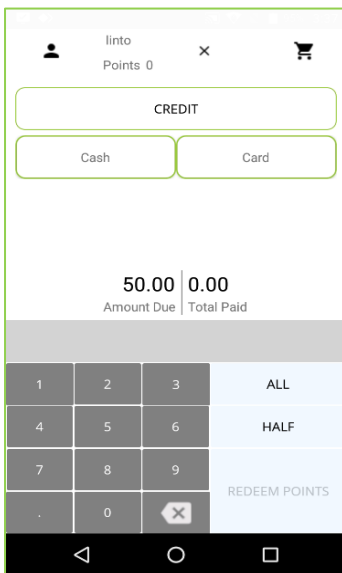 linto
Points 0
CREDIT
Cash Card
50.00 0.00
Amount Due Total Paid
1 2 3 ALL
4 5 6 HALF
7 8 9
REDEEM POINTS
. 0